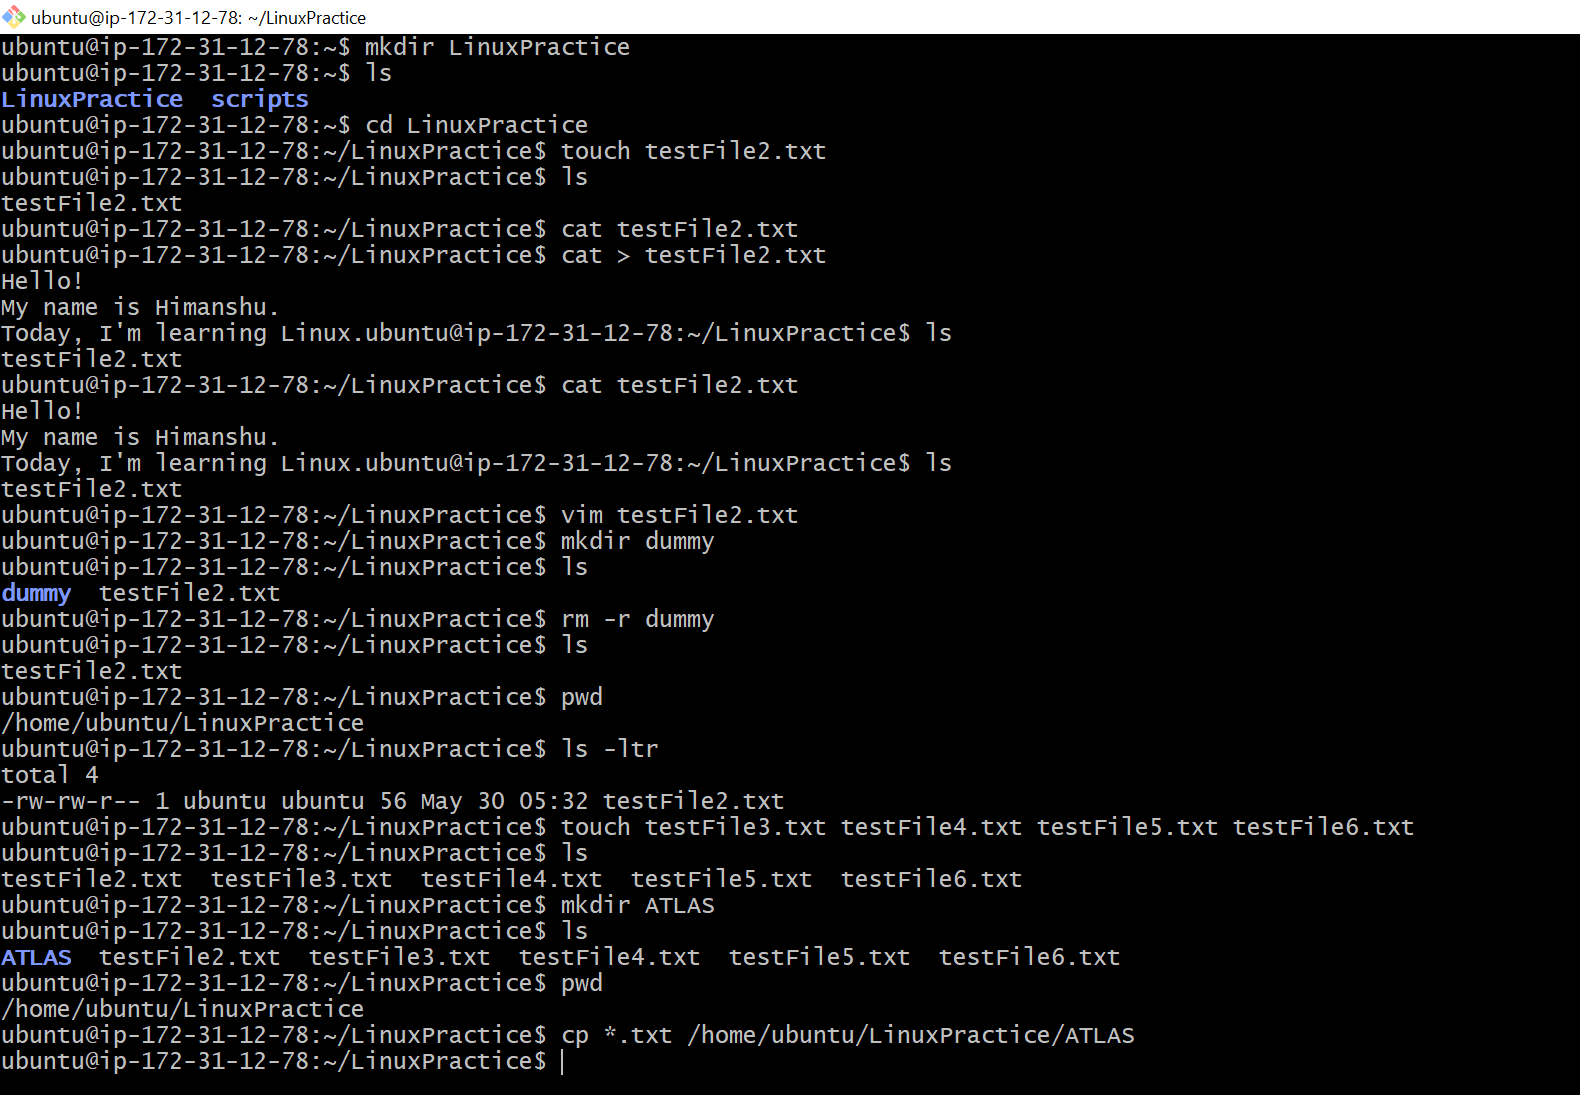 ubuntu@ip-172-31-12-78: ~/LinuxPractice
ubuntu@ip-172-31-12-78:~$ mkdir LinuxPractice
ubuntu@ip-172-31-12-78:~$ ls
LinuxPractice  scripts
ubuntu@ip-172-31-12-78:~$ cd LinuxPractice
ubuntu@ip-172-31-12-78:~/LinuxPractice$ touch testFile2.txt
ubuntu@ip-172-31-12-78:~/LinuxPractice$ ls
testFile2.txt
ubuntu@ip-172-31-12-78:~/LinuxPractice$ cat testFile2.txt
ubuntu@ip-172-31-12-78:~/LinuxPractice$ cat > testFile2.txt
Hello!
My name is Himanshu.
Today, I'm learning Linux.ubuntu@ip-172-31-12-78:~/LinuxPractice$ ls
testFile2.txt
ubuntu@ip-172-31-12-78:~/LinuxPractice$ cat testFile2.txt
Hello!
My name is Himanshu.
Today, I'm learning Linux.ubuntu@ip-172-31-12-78:~/LinuxPractice$ ls
testFile2.txt
ubuntu@ip-172-31-12-78:~/LinuxPractice$ vim testFile2.txt
ubuntu@ip-172-31-12-78:~/LinuxPractice$ mkdir dummy
ubuntu@ip-172-31-12-78:~/LinuxPractice$ ls
dummy  testFile2.txt
ubuntu@ip-172-31-12-78:~/LinuxPractice$ rm -r dummy
ubuntu@ip-172-31-12-78:~/LinuxPractice$ ls
testFile2.txt
ubuntu@ip-172-31-12-78:~/LinuxPractice$ pwd
/home/ubuntu/LinuxPractice
ubuntu@ip-172-31-12-78:~/LinuxPractice$ ls -ltr
total 4
-rw-rw-r-- 1 ubuntu ubuntu 56 May 30 05:32 testFile2.txt
ubuntu@ip-172-31-12-78:~/LinuxPractice$ touch testFile3.txt testFile4.txt testFile5.txt testFile6.txt
ubuntu@ip-172-31-12-78:~/LinuxPractice$ ls
testFile2.txt  testFile3.txt  testFile4.txt  testFile5.txt  testFile6.txt
ubuntu@ip-172-31-12-78:~/LinuxPractice$ mkdir ATLAS
ubuntu@ip-172-31-12-78:~/LinuxPractice$ ls
ATLAS  testFile2.txt  testFile3.txt  testFile4.txt  testFile5.txt  testFile6.txt
ubuntu@ip-172-31-12-78:~/LinuxPractice$ pwd
/home/ubuntu/LinuxPractice
ubuntu@ip-172-31-12-78:~/LinuxPractice$ cp *.txt /home/ubuntu/LinuxPractice/ATLAS
ubuntu@ip-172-31-12-78:~/LinuxPractice$